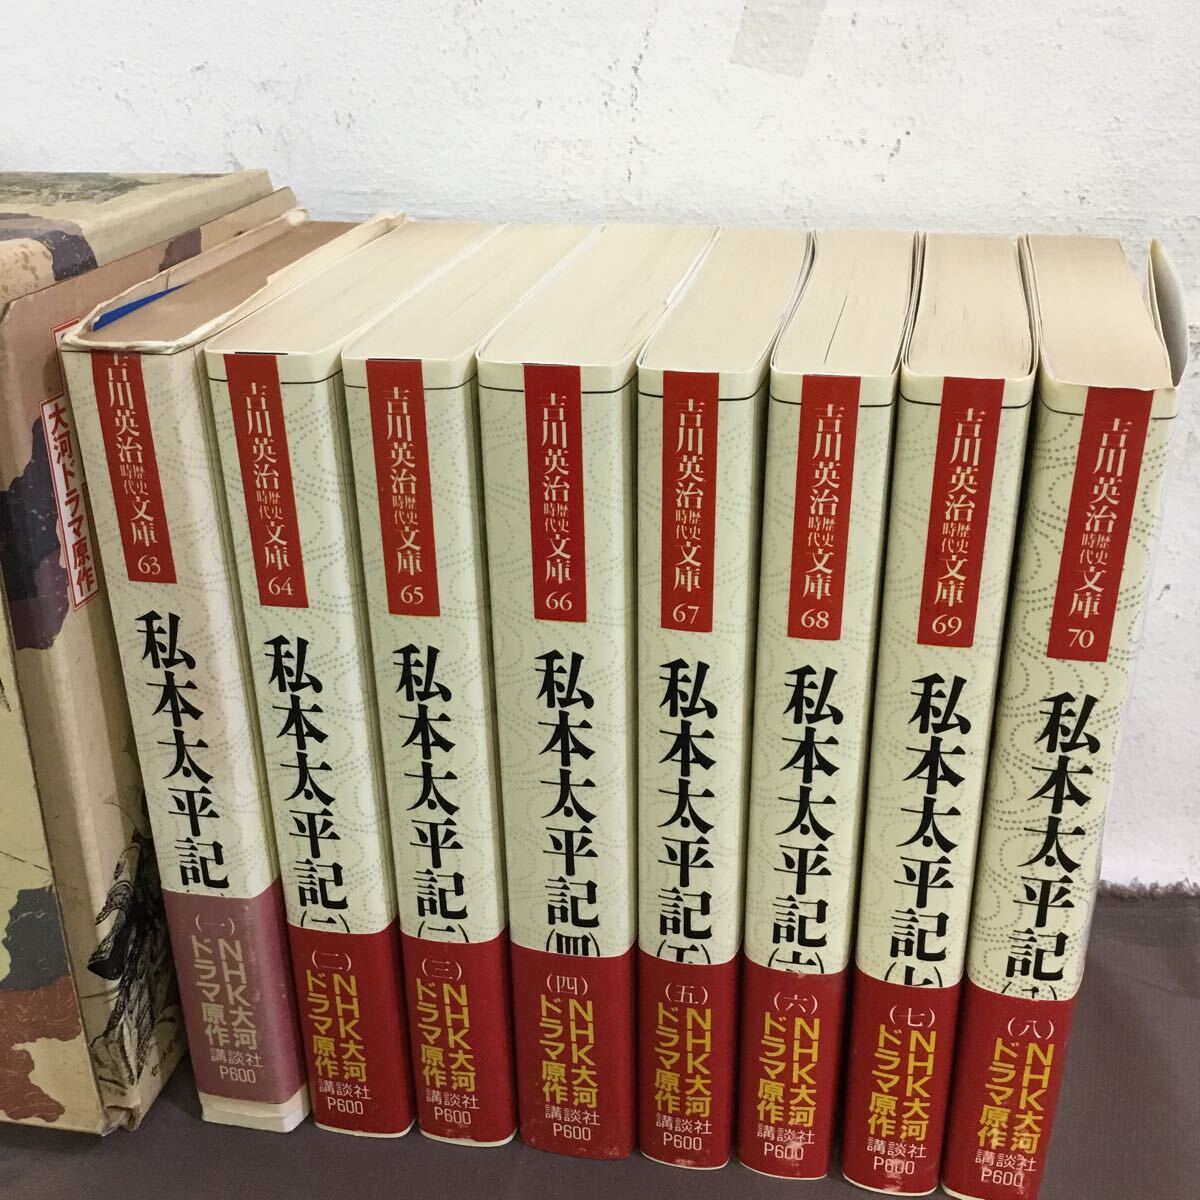 大河ドラマ原作
吉川英治
歴史
時代
文庫
63
私本太平記
(一)
NHK大河
ドラマ原作
講談社
P600
吉川英治
歴史
時代
文庫
64
私本太平記
(二)
NHK大河
ドラマ原作
講談社
P600
吉川英治
歴史
時代
文庫
65
私本太平記
(三)
NHK大河
ドラマ原作
講談社
P600
吉川英治
歴史
時代
文庫
66
私本太平記(四
(四)
NHK大河
ドラマ原作
講談社
P600
吉川英治
歴史
時代
文庫
67
私本太平記
(五)
NHK大河
ドラマ原作
講談社
P600
吉川英治
歴史
時代
文庫
68
私本太平記
(六)
NHK大河
ドラマ原作
講談社
P600
吉川英治
歴史
時代
文庫
69
私本太平記(七
(七)
NHK大河
ドラマ原作
講談社
P600
吉川英治
歴史
時代
文庫
70
私本太平記
(八)
NHK大河
ドラマ原作
講談社
P600